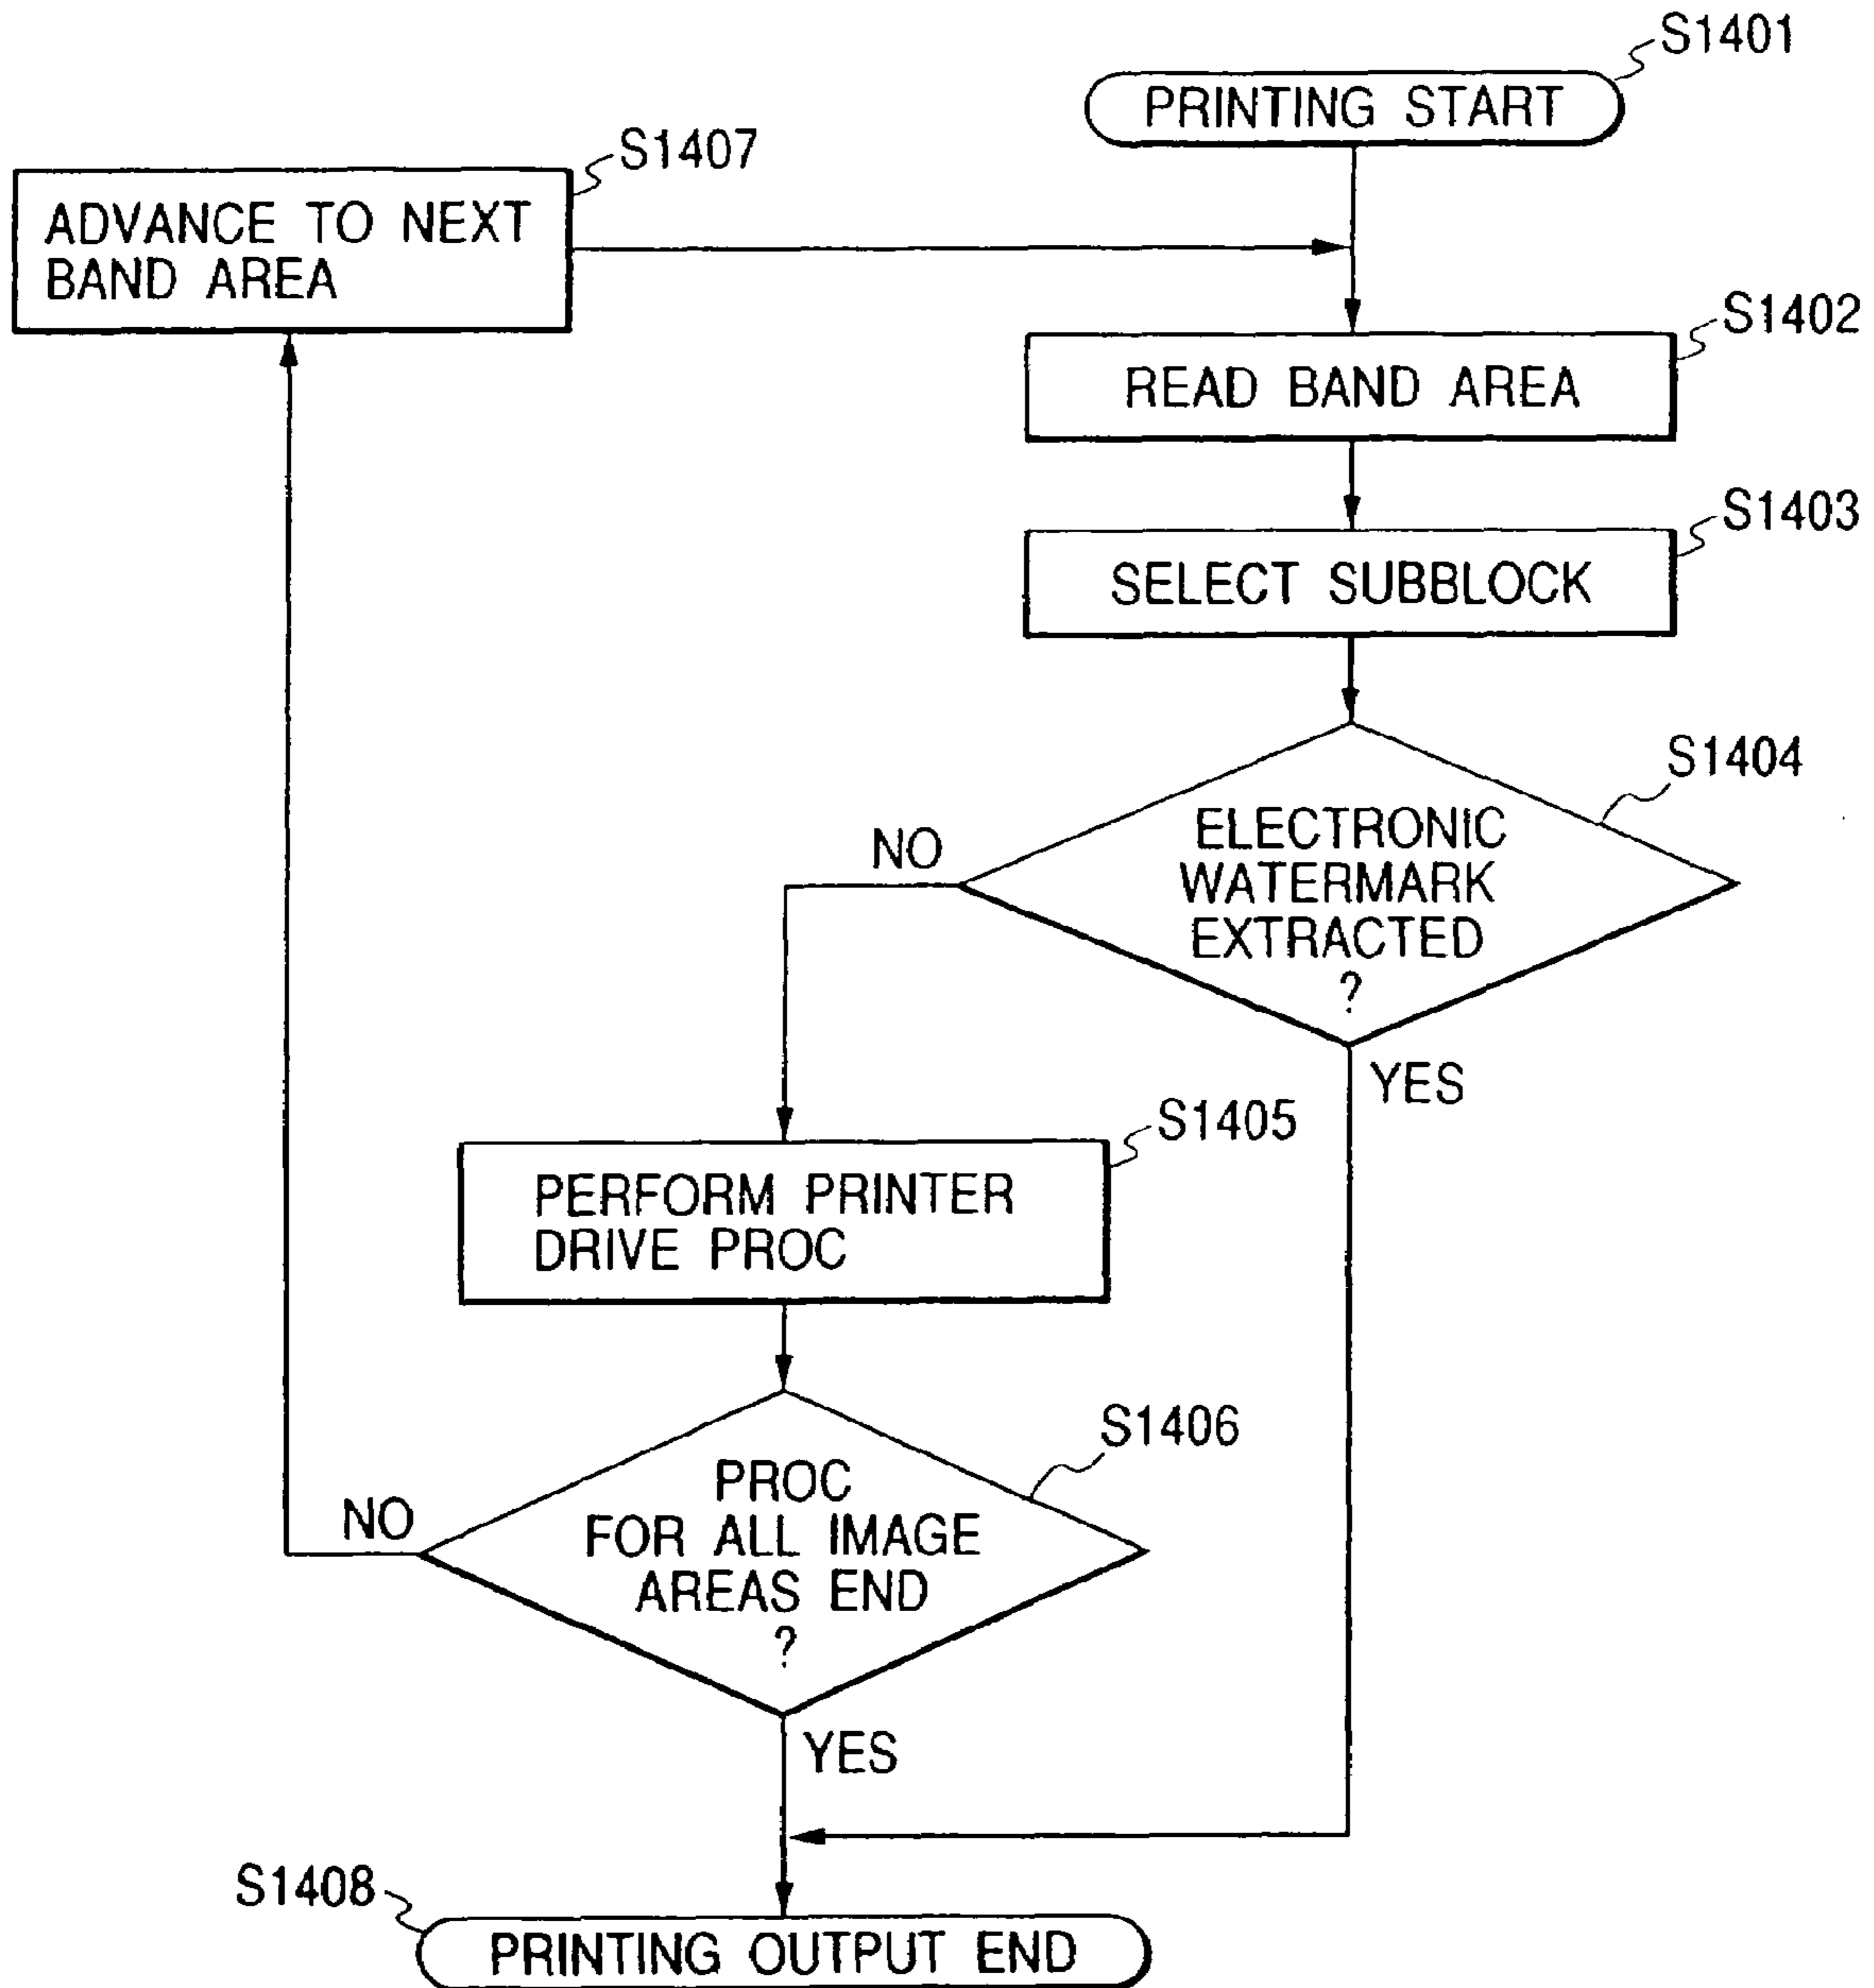 S1401
PRINTING START
S1407
ADVANCE TO NEXT
BAND AREA
S1402
READ BAND AREA
S1403
SELECT SUBBLOCK
S1404
ELECTRONIC
WATERMARK
EXTRACTED
?
NO
YES
S1405
PERFORM PRINTER
DRIVE PROC
S1406
PROC
FOR ALL IMAGE
AREAS END
?
NO
YES
S1408
PRINTING OUTPUT END